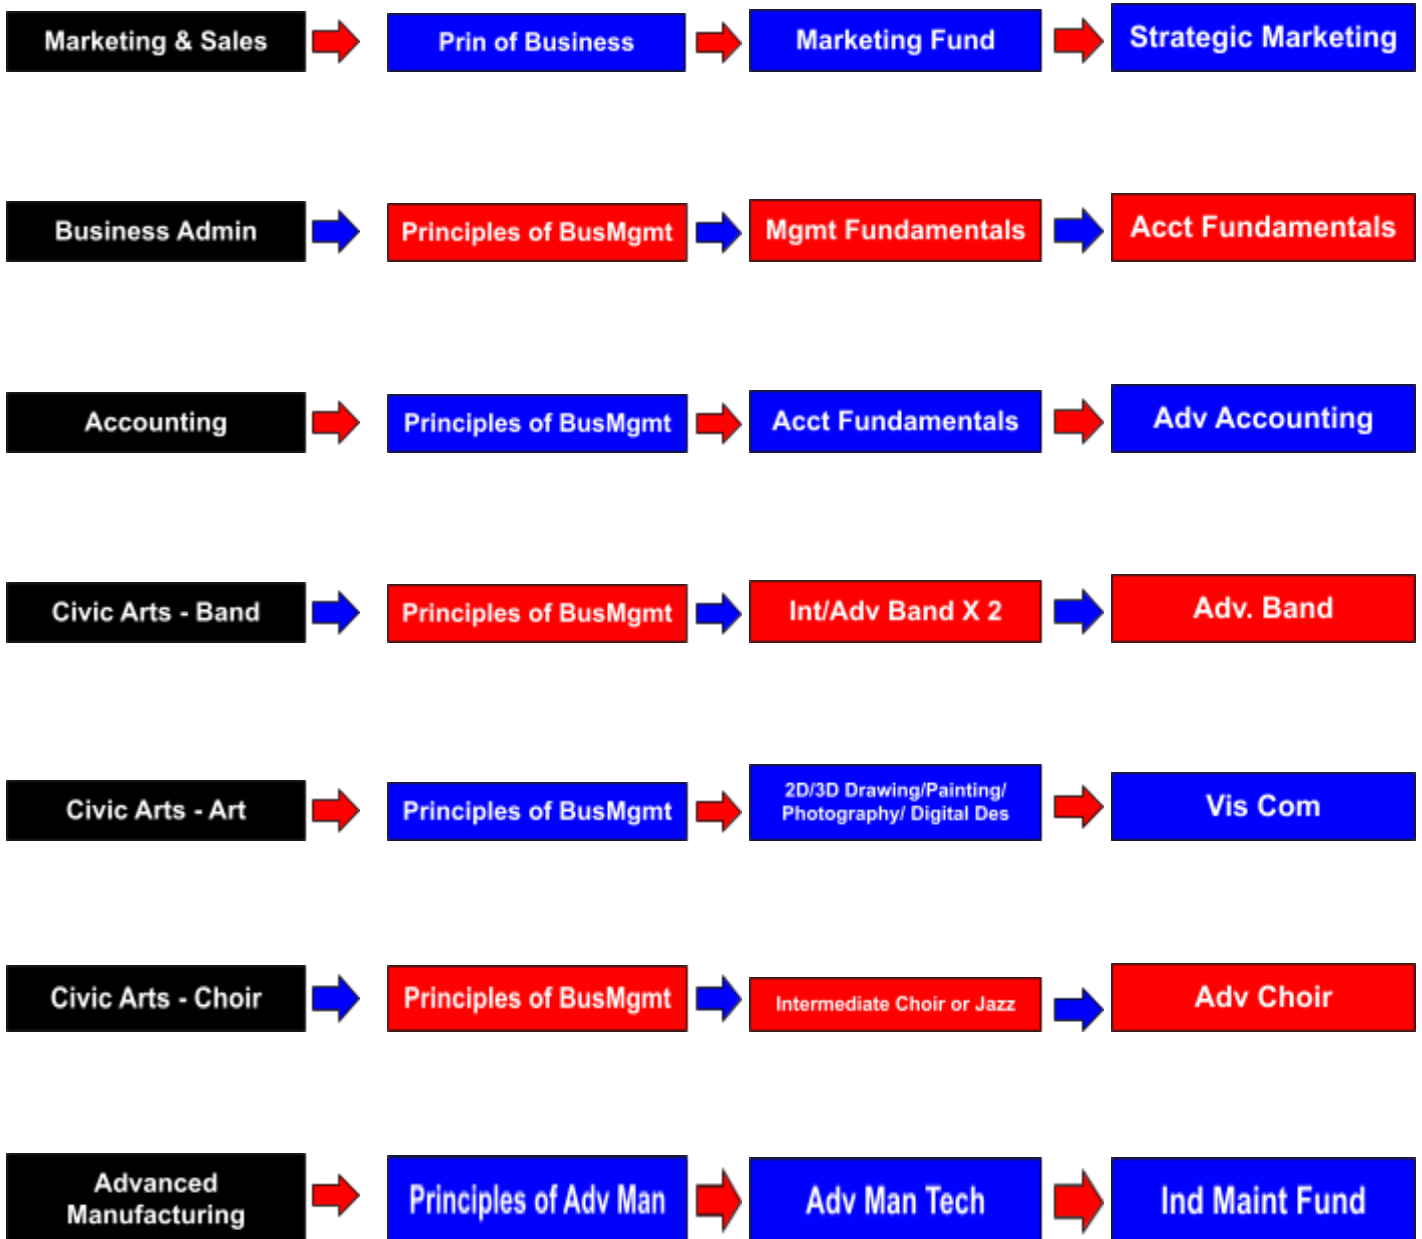 Marketing & Sales
Prin of Business
Marketing Fund
Strategic Marketing
Business Admin
Principles of BusMgmt
Mgmt Fundamentals
Acct Fundamentals
Accounting
Principles of BusMgmt
Acct Fundamentals
Adv Accounting
Civic Arts - Band
Principles of BusMgmt
Int/Adv Band X 2
Adv. Band
Civic Arts - Art
Principles of BusMgmt
2D/3D Drawing/Painting/
Photography/ Digital Des
Vis Com
Civic Arts - Choir
Principles of BusMgmt
Intermediate Choir or Jazz
Adv Choir
Advanced
Manufacturing
Principles of Adv Man
Adv Man Tech
Ind Maint Fund